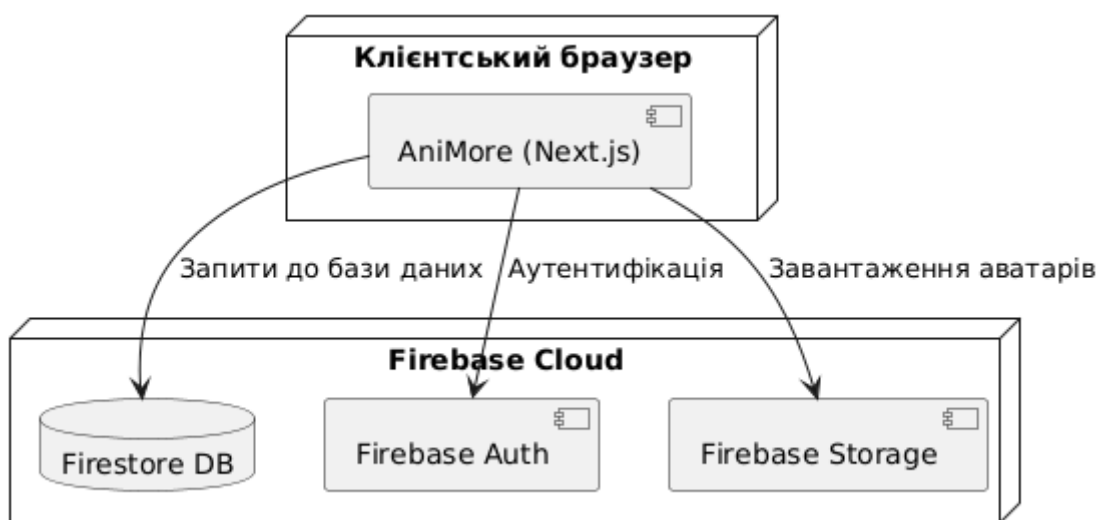 Клієнтський браузер
AniMore (Next.js)
Запити до бази даних
Аутентифікація
Завантаження аватарів
Firebase Cloud
Firestore DB
Firebase Auth
Firebase Storage